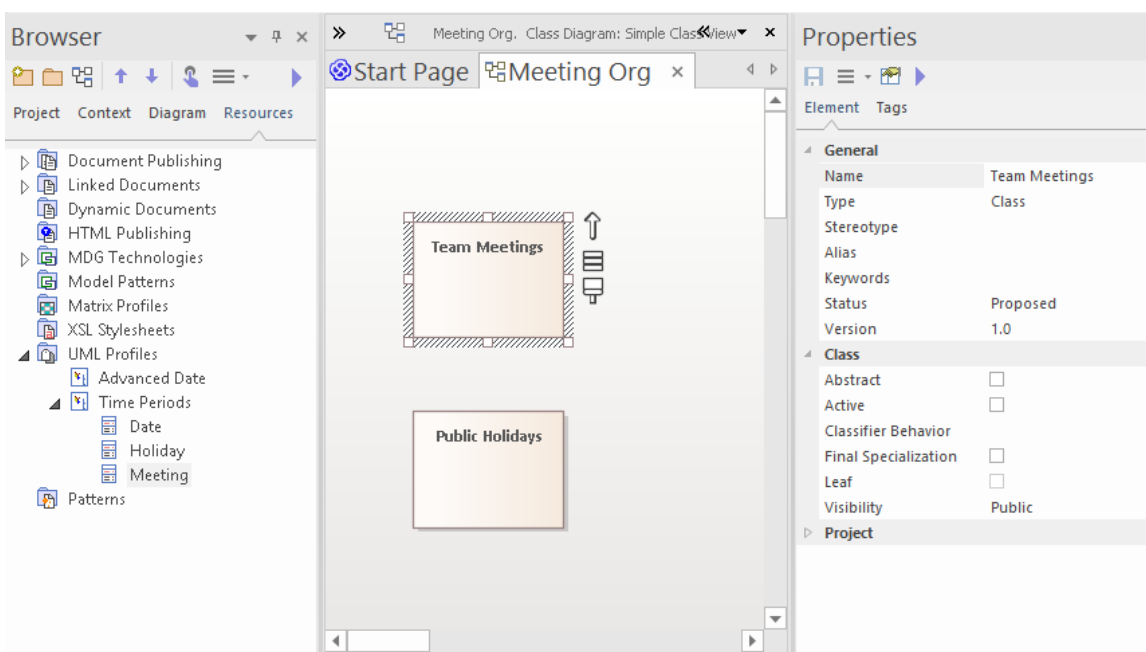 Browser
Project Context Diagram Resources
Document Publishing
Linked Documents
Dynamic Documents
HTML Publishing
MDG Technologies
Model Patterns
Matrix Profiles
XSL Stylesheets
UML Profiles
Advanced Date
Time Periods
Date
Holiday
Meeting
Patterns
Meeting Org. Class Diagram: Simple Class View
Start Page Meeting Org
Team Meetings
Public Holidays
Properties
Element Tags
General
Name Team Meetings
Type Class
Stereotype
Alias
Keywords
Status Proposed
Version 1.0
Class
Abstract
Active
Classifier Behavior
Final Specialization
Leaf
Visibility Public
Project